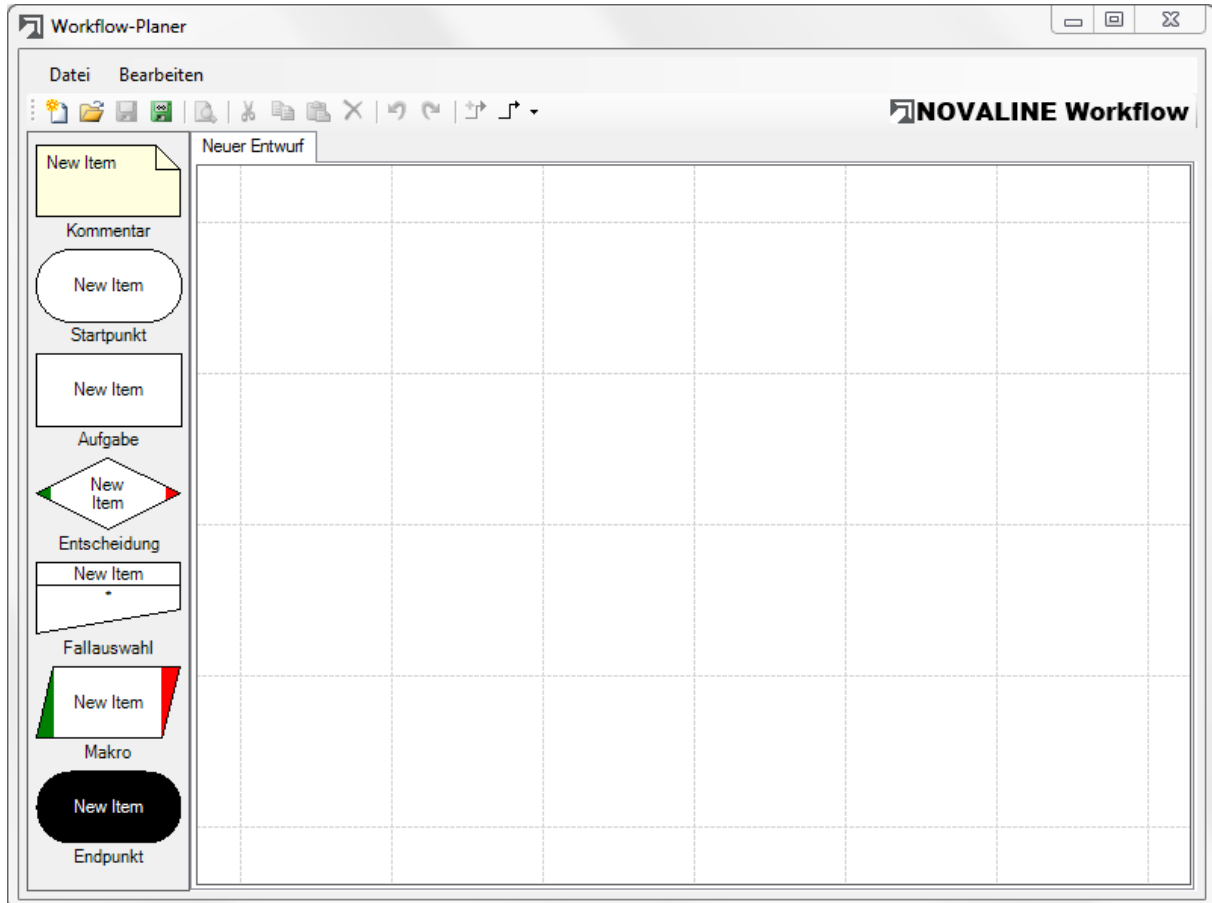 Workflow-Planer
Datei Bearbeiten
NOVALINE Workflow
Neuer Entwurf
New Item
Kommentar
New Item
Startpunkt
New Item
Aufgabe
New
Item
Entscheidung
New Item
*
Fallauswahl
New Item
Makro
New Item
Endpunkt